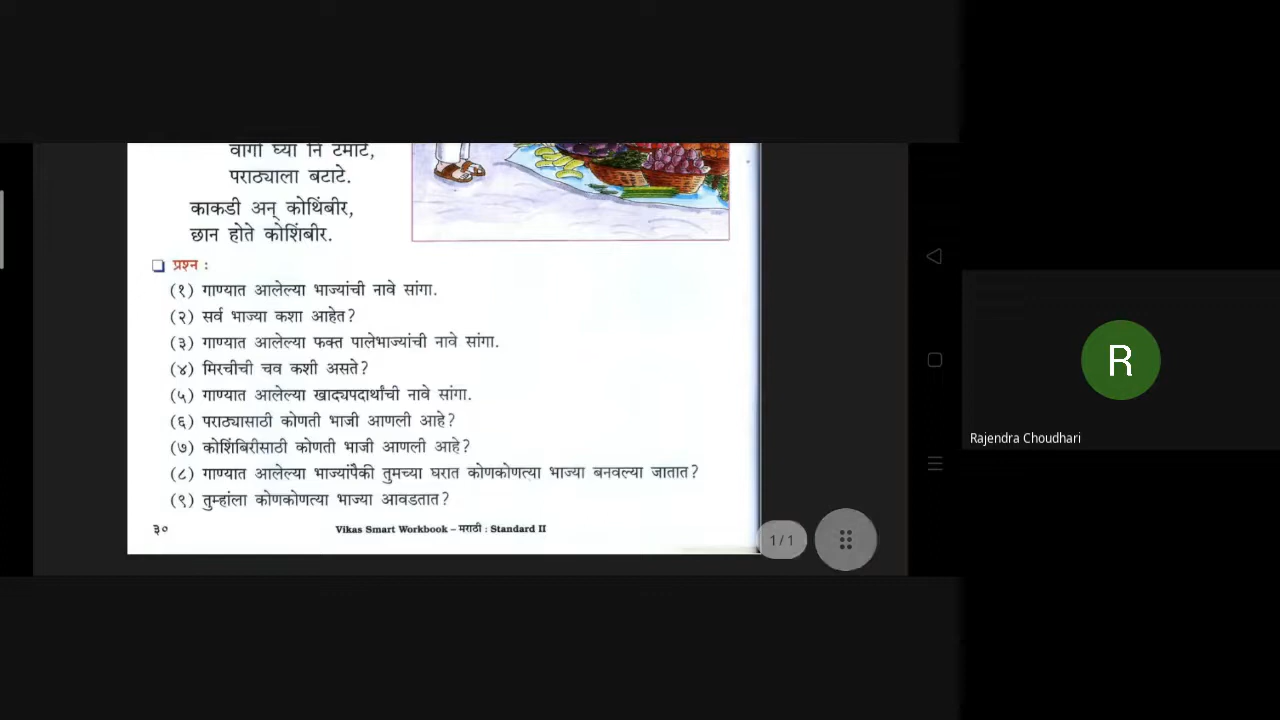 वांगी घ्या नि टमाटे,
पराठ्याला बटाटे.
काकडी अन् कोथिंबीर,
छान होते कोशिंबीर.
❑ प्रश्न :
(१) गाण्यात आलेल्या भाज्यांची नावे सांगा.
(२) सर्व भाज्या कशा आहेत?
(३) गाण्यात आलेल्या फक्त पालेभाज्यांची नावे सांगा.
(४) मिरचीची चव कशी असते?
(५) गाण्यात आलेल्या खाद्यपदार्थांची नावे सांगा.
(६) पराठ्यासाठी कोणती भाजी आणली आहे?
(७) कोशिंबिरीसाठी कोणती भाजी आणली आहे?
(८) गाण्यात आलेल्या भाज्यांपैकी तुमच्या घरात कोणकोणत्या भाज्या बनवल्या जातात?
(९) तुम्हांला कोणकोणत्या भाज्या आवडतात?
३० Vikas Smart Workbook – मराठी : Standard II
1 / 1
R
Rajendra Choudhari